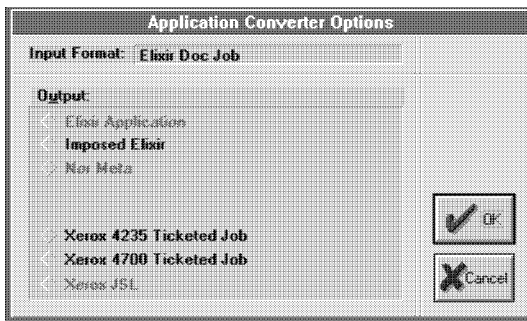 Application Converter Options
Input Format: Elixir Doc Job
Output:
Elixir Application
Imposed Elixir
Nor Meta
Xerox 4235 Ticketed Job
Xerox 4700 Ticketed Job
Xerox JSL
OK
Cancel